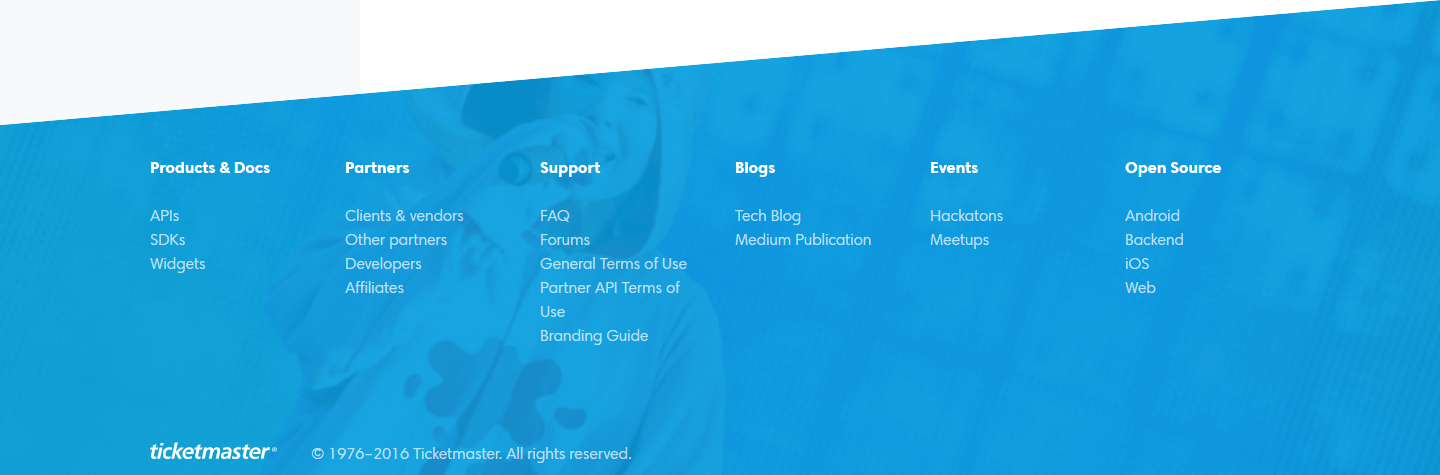 Products & Docs
APIs
SDKs
Widgets
Partners
Clients & vendors
Other partners
Developers
Affiliates
Support
FAQ
Forums
General Terms of Use
Partner API Terms of
Use
Branding Guide
Blogs
Tech Blog
Medium Publication
Events
Hackatons
Meetups
Open Source
Android
Backend
iOS
Web
ticketmaster®
© 1976–2016 Ticketmaster. All rights reserved.